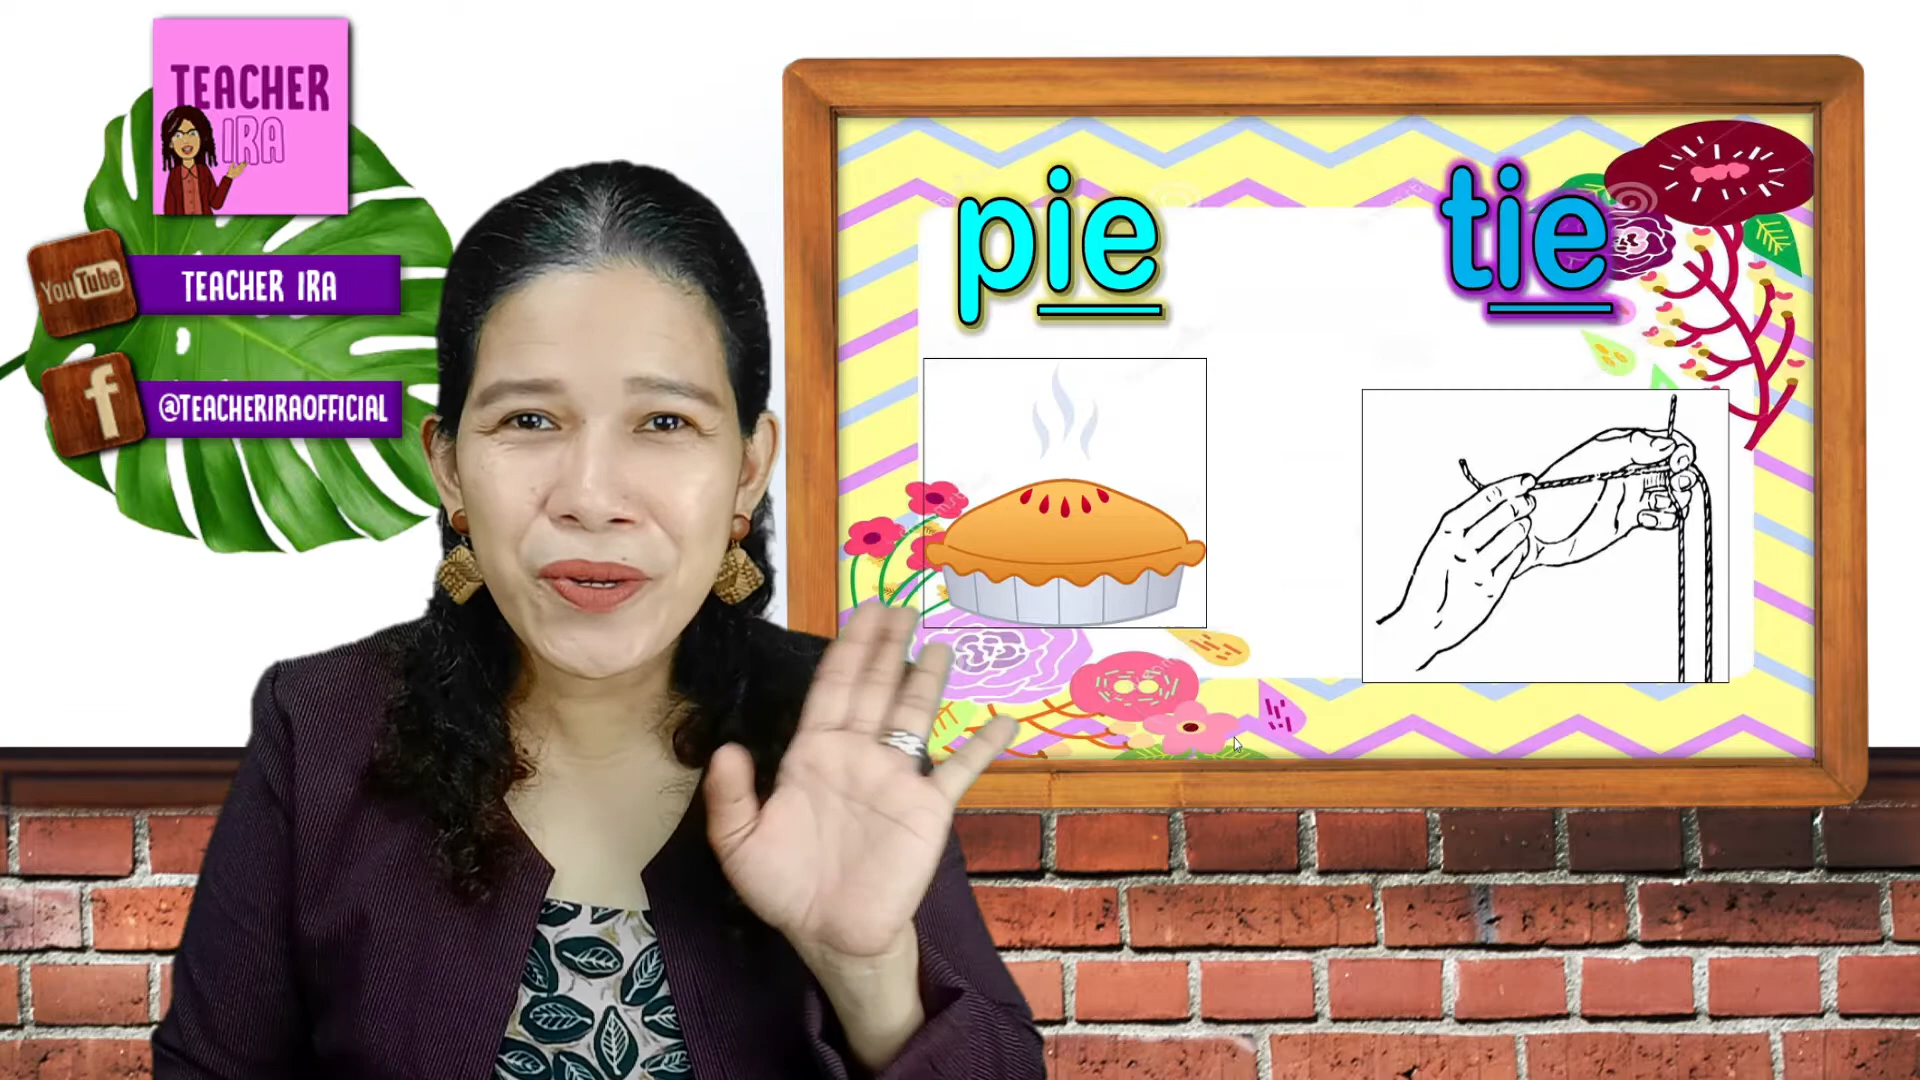 TEACHER
IRA
YouTube
TEACHER IRA
f
@TEACHERIRAOFFICIAL
pie
tie